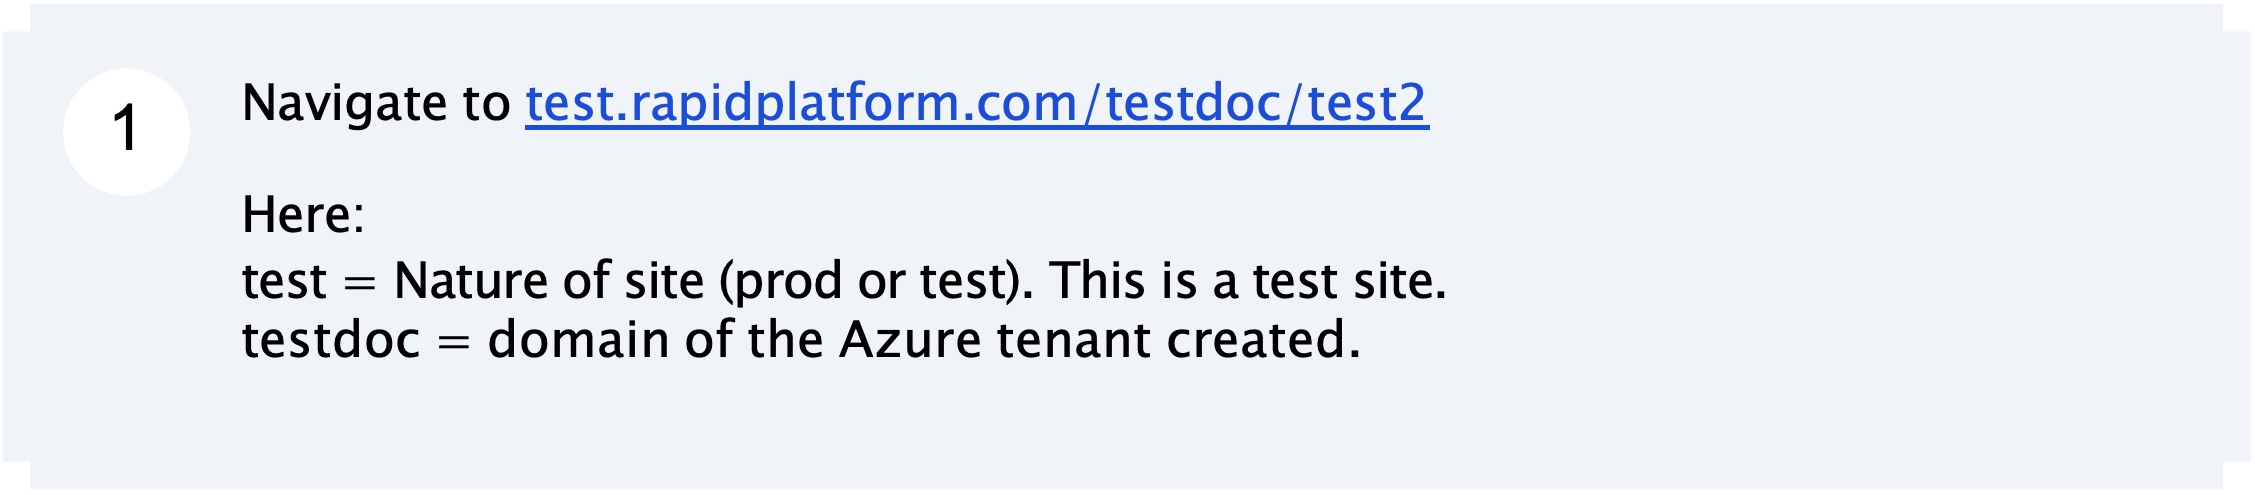 1
Navigate to test.rapidplatform.com/testdoc/test2
Here:
test = Nature of site (prod or test). This is a test site.
testdoc = domain of the Azure tenant created.